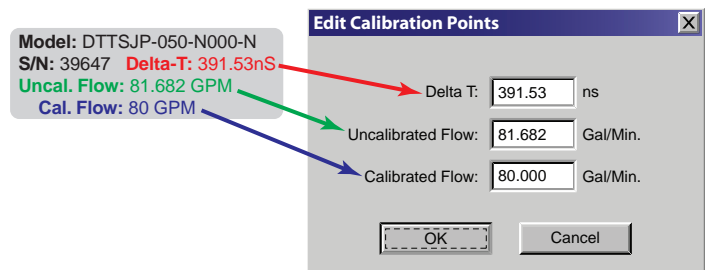 Model: DTTSJP-050-N000-N
S/N: 39647 Delta-T: 391.53nS
Uncal. Flow: 81.682 GPM
Cal. Flow: 80 GPM
Edit Calibration Points X
Delta T: 391.53 ns
Uncalibrated Flow: 81.682 Gal/Min.
Calibrated Flow: 80.000 Gal/Min.
OK Cancel